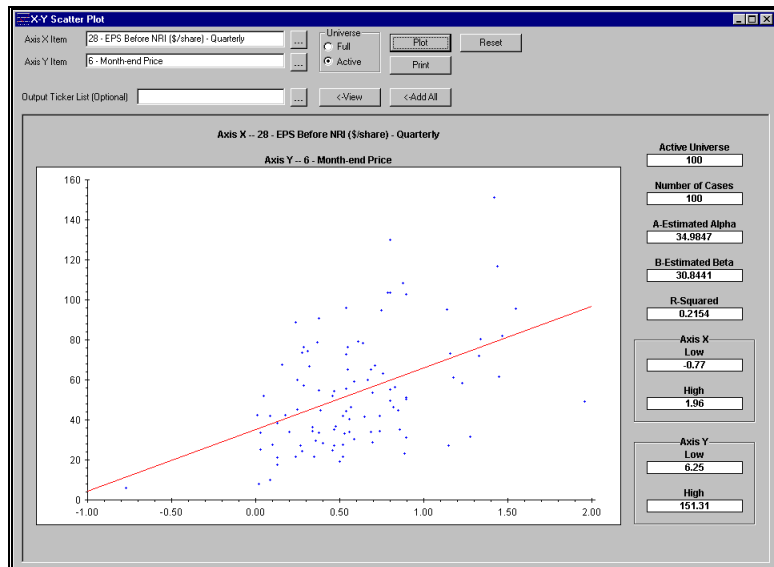 X-Y Scatter Plot
Axis X Item 28 - EPS Before NRI ($/share) - Quarterly ...
Axis Y Item 6 - Month-end Price ...
Universe
Full
Active
Plot Reset
Print
Output Ticker List (Optional) ... <-View <-Add All
Axis X -- 28 - EPS Before NRI ($/share) - Quarterly
Axis Y -- 6 - Month-end Price
160
140
120
100
80
60
40
20
0
-1.00 -0.50 0.00 0.50 1.00 1.50 2.00
Active Universe
100
Number of Cases
100
A-Estimated Alpha
34.9847
B-Estimated Beta
30.8441
R-Squared
0.2154
Axis X
Low
-0.77
High
1.96
Axis Y
Low
6.25
High
151.31